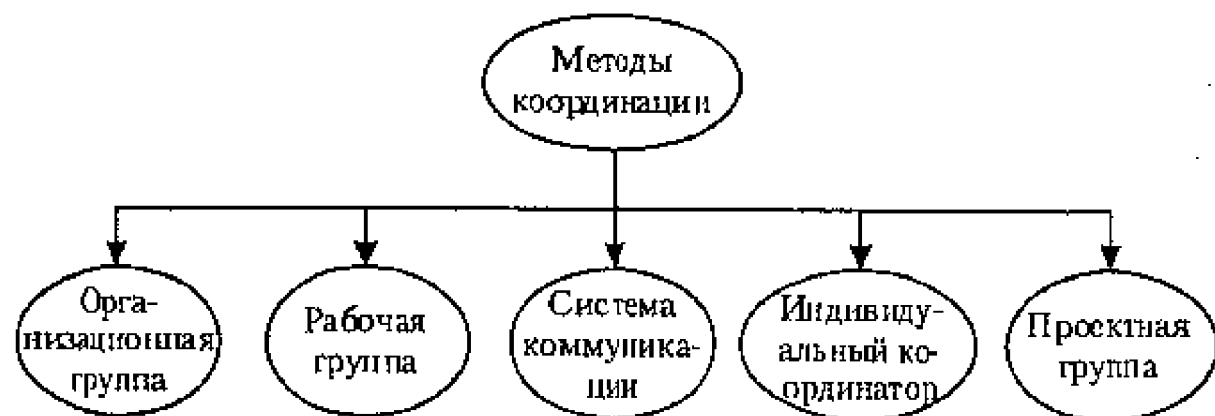 Методы
координации
Орга-
низационная
группа
Рабочая
группа
Система
коммуника-
ции
Индивиду-
альный ко-
ординатор
Проектная
группа